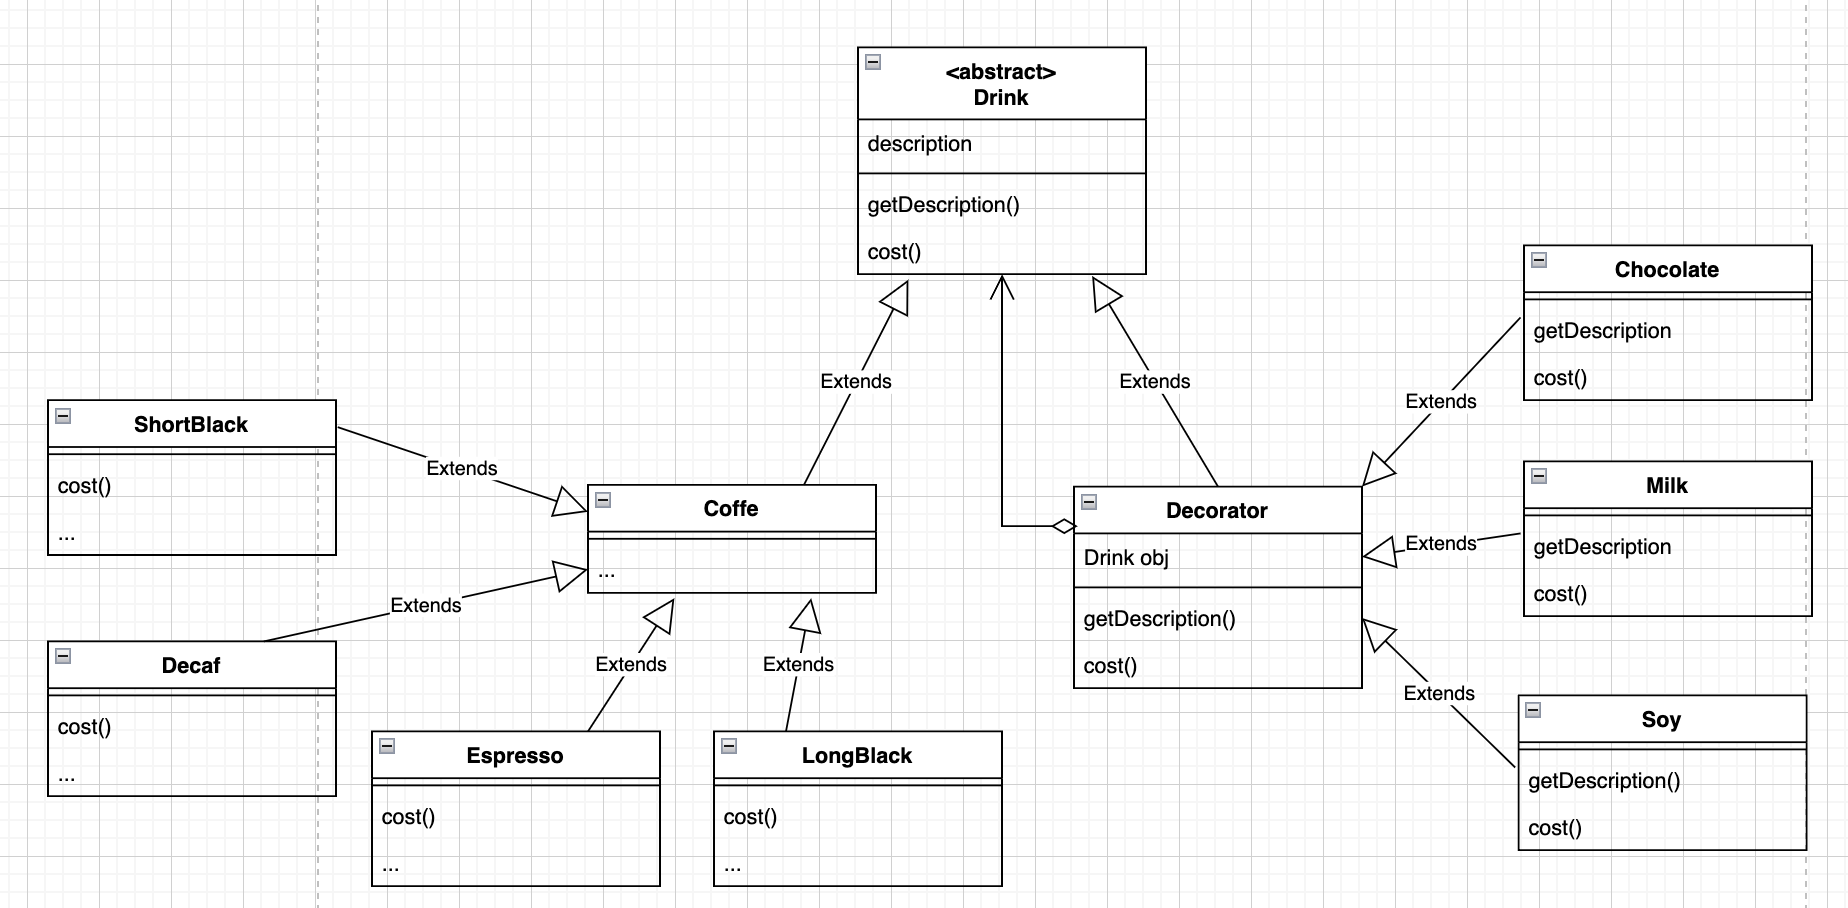 <abstract>
Drink
description
getDescription()
cost()
Extends
Extends
Chocolate
getDescription
cost()
Extends
ShortBlack
cost()
...
Extends
Coffe
...
Decorator
Drink obj
getDescription()
cost()
Milk
getDescription
cost()
Extends
Decaf
cost()
...
Extends
Espresso
cost()
...
Extends
LongBlack
cost()
...
Extends
Soy
getDescription()
cost()
Extends